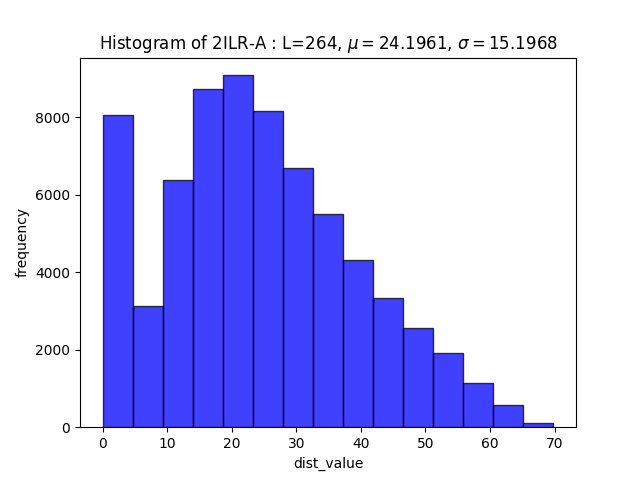 Histogram of 2ILR-A : L=264, μ = 24.1961, σ = 15.1968
8000
6000
4000
2000
0
frequency
0 10 20 30 40 50 60 70
dist_value